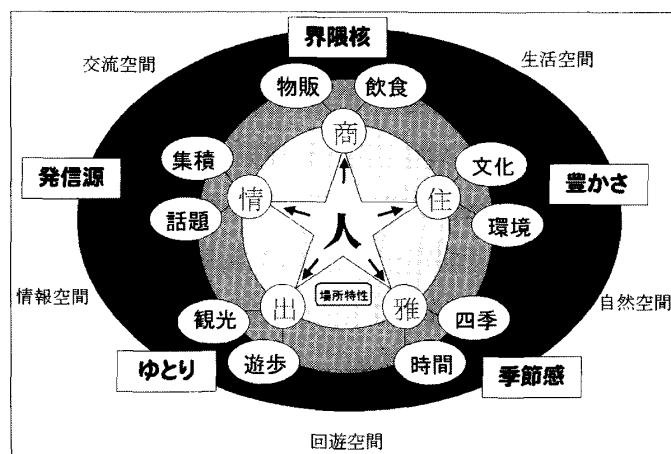 界隈核
交流空間
生活空間
物販
飲食
商
集積
文化
発信源
情
住
豊かさ
話題
人
環境
情報空間
場所特性
自然空間
観光
出
雅
四季
ゆとり
遊歩
時間
季節感
回遊空間